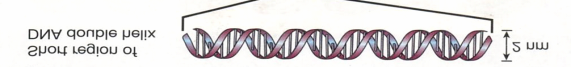 Short region of
DNA double helix
2 nm